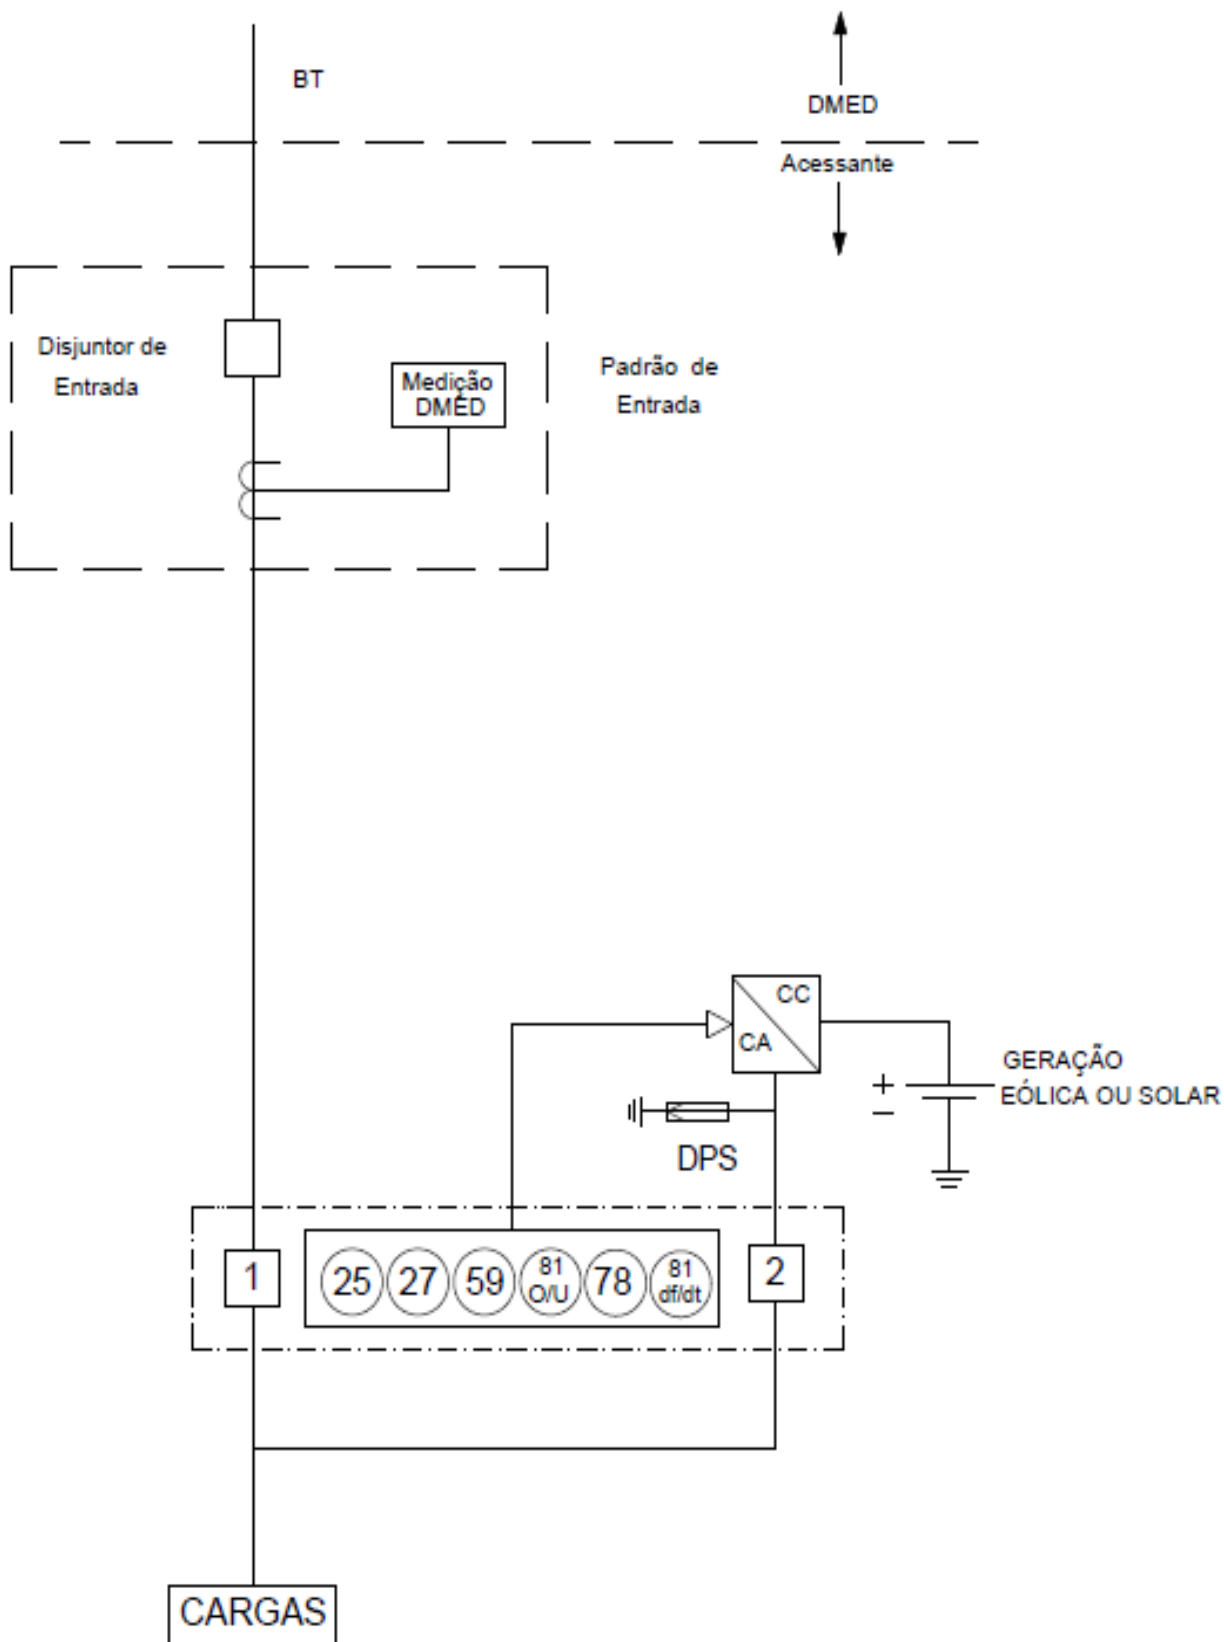 BT
DMED
Acessante
Disjuntor de
Entrada
Medição
DMED
Padrão de
Entrada
CC
CA
GERAÇÃO
EÓLICA OU SOLAR
+
−
DPS
1
25
27
59
81
O/U
78
81
df/dt
2
CARGAS